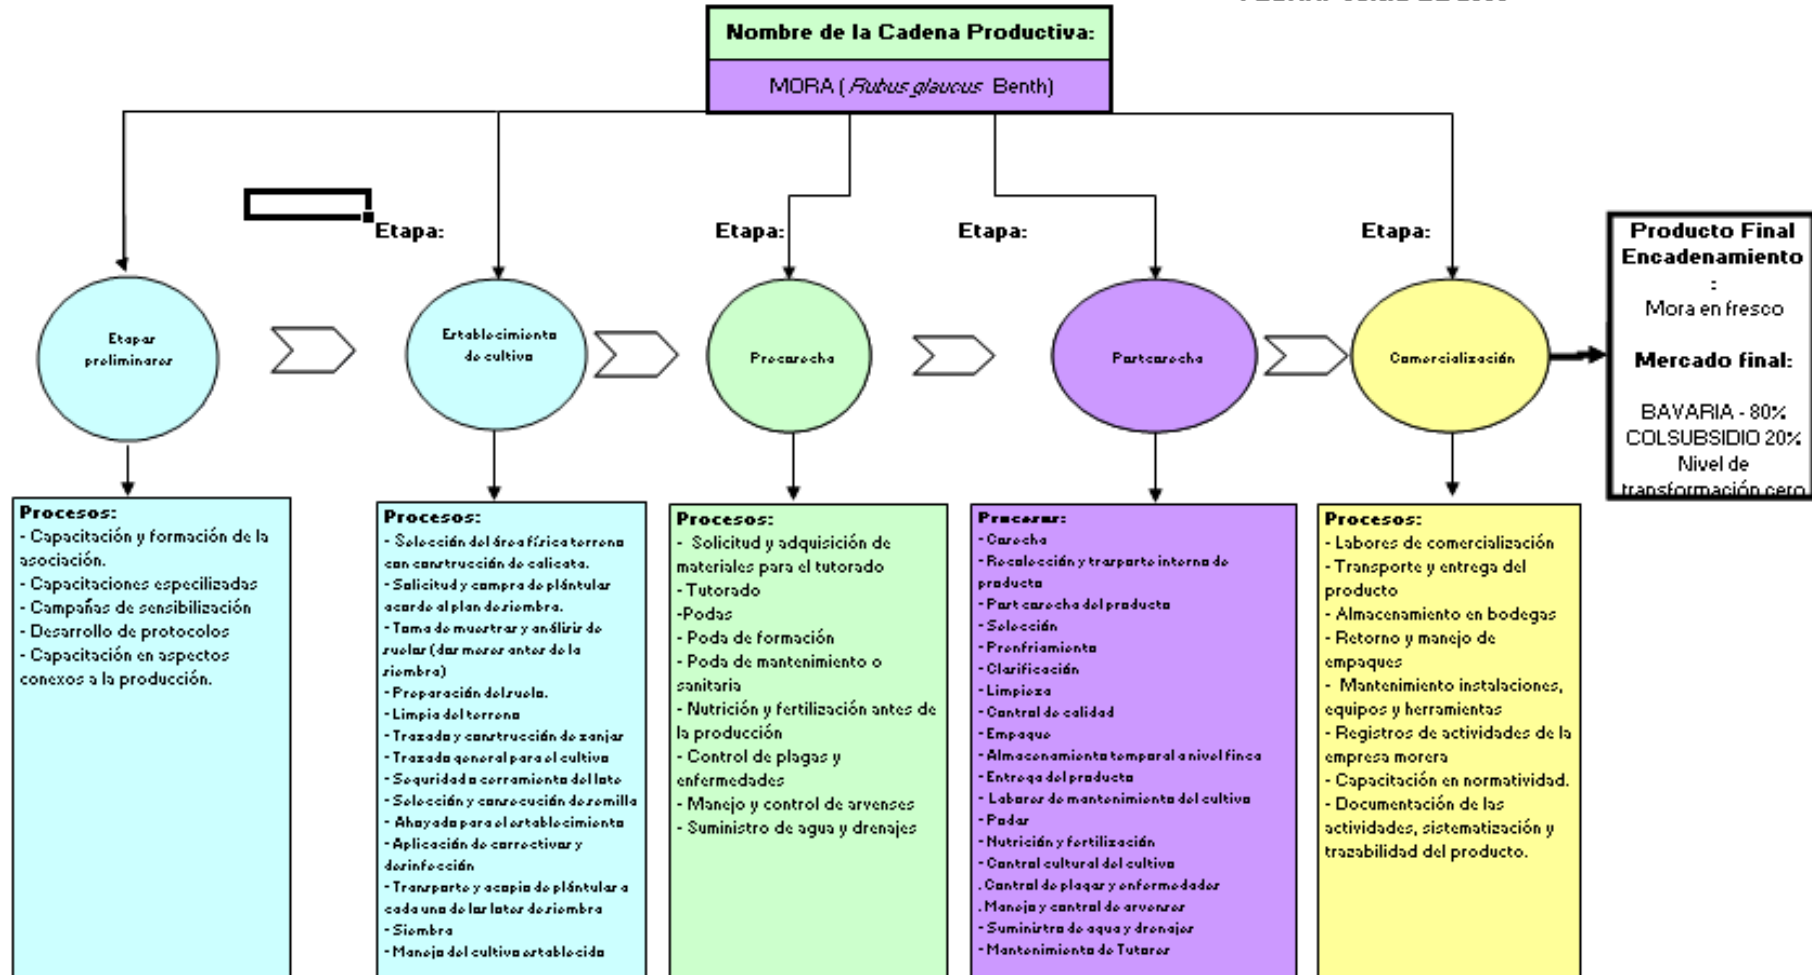 Nombre de la Cadena Productiva:
MORA ( Rubus glaucus Benth)
Etapa:
Etapa:
Etapa:
Etapa:
Etapas
preliminares
Establecimiento
de cultivo
Precosecha
Postcosecha
Comercialización
Producto Final
Encadenamiento
:
Mora en fresco
Mercado final:
BAVARIA - 80%
COLSUBSIDIO 20%
Nivel de
transformación cero
Procesos:
- Capacitación y formación de la
asociación.
- Capacitaciones especilizadas
- Campañas de sensibilización
- Desarrollo de protocolos
- Capacitación en aspectos
conexos a la producción.
Procesos:
- Selección del área física terreno
con construcción de calicata.
- Solicitud y compra de plántulas
acorde al plan de siembra.
- Toma de muestras y análisis de
suelos (dos meses antes de la
siembra)
- Preparación del suelo.
- Limpia del terreno
- Trazado y construcción de zanjas
- Trazado general para el cultivo
- Seguridad o cerramiento del lote
- Selección y consecución de semilla
- Ahoyado para el establecimiento
- Aplicación de correctivos y
desinfección
- Transporte y acopio de plántulas a
cada uno de los lotes de siembra
- Siembra
- Manejo del cultivo establecido
Procesos:
- Solicitud y adquisición de
materiales para el tutorado
- Tutorado
-Podas
- Poda de formación
- Poda de mantenimiento o
sanitaria
- Nutrición y fertilización antes de
la producción
- Control de plagas y
enfermedades
- Manejo y control de arvenses
- Suministro de agua y drenajes
Procesos:
- Cosecha
- Recolección y trasporte interno de
producto
- Post cosecha del producto
- Selección
- Prenfriamiento
- Clasificación
- Limpieza
- Control de calidad
- Empaque
- Almacenamiento temporal a nivel finca
- Entrega del producto
- Labores de mantenimiento del cultivo
- Podas
- Nutrición y fertilización
- Control cultural del cultivo
. Control de plagas y enfermedades
. Manejo y control de arvenses
- Suministro de agua y drenajes
- Mantenimiento de Tutores
Procesos:
- Labores de comercialización
- Transporte y entrega del
producto
- Almacenamiento en bodegas
- Retorno y manejo de
empaques
- Mantenimiento instalaciones,
equipos y herramientas
- Registros de actividades de la
empresa morera
- Capacitación en normatividad.
- Documentación de las
actividades, sistematización y
trazabilidad del producto.